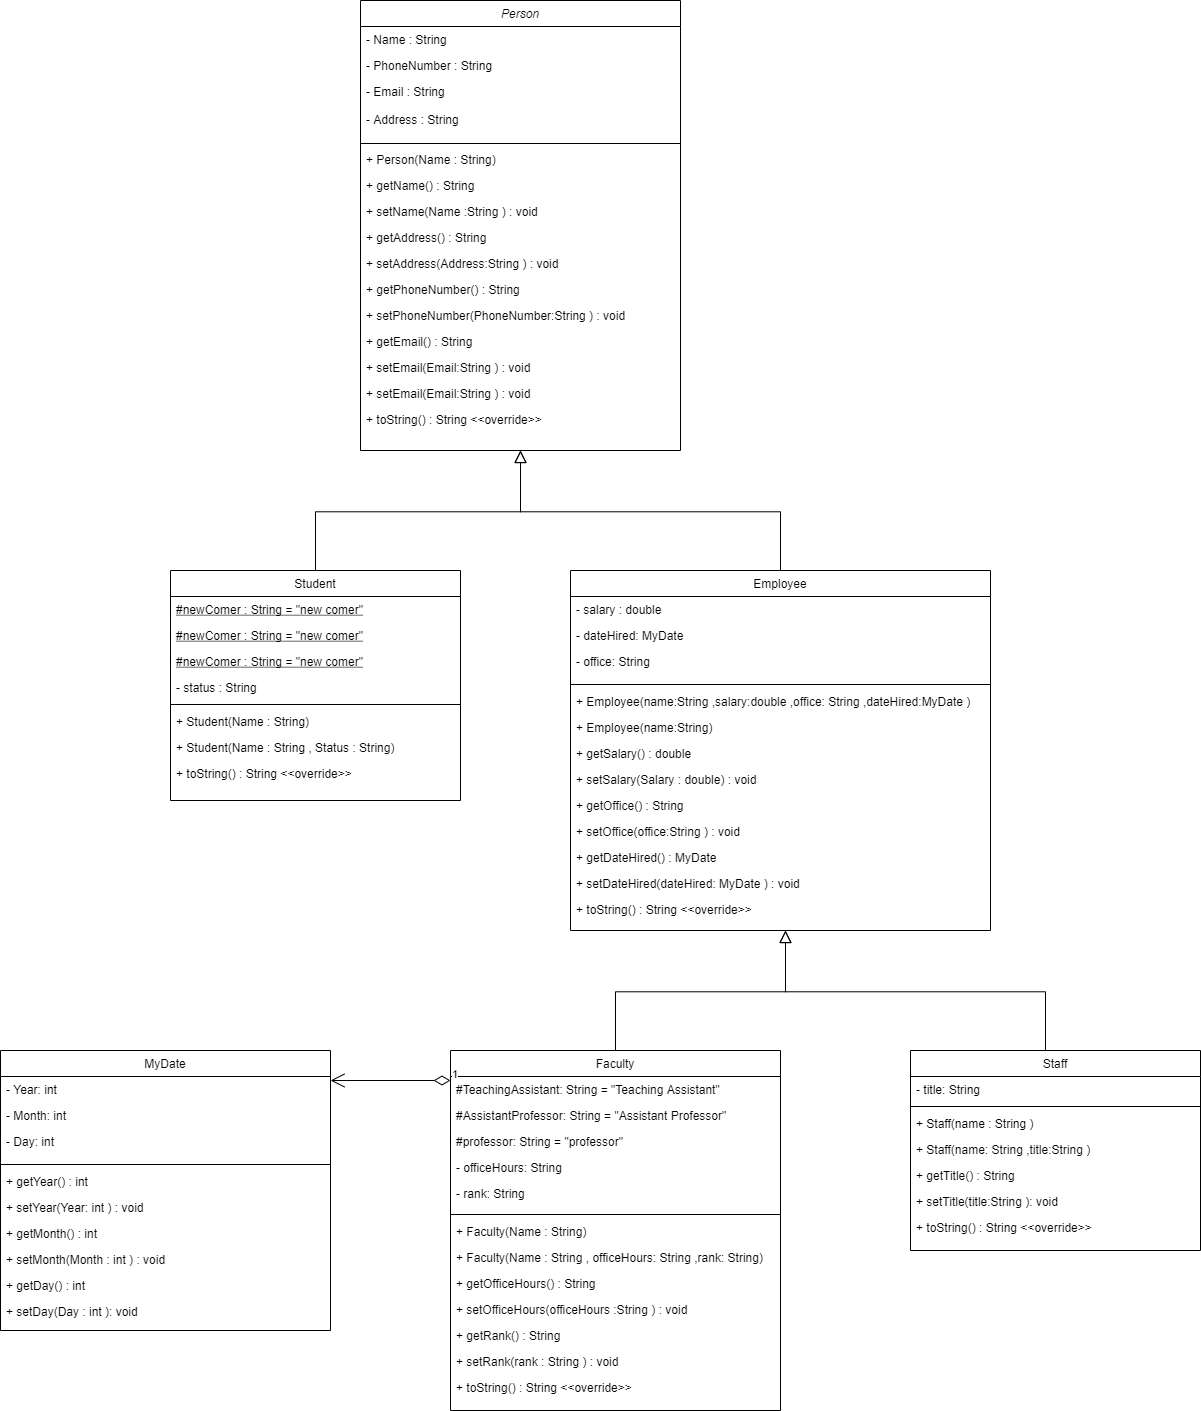 Person
- Name : String
- PhoneNumber : String
- Email : String
- Address : String
+ Person(Name : String)
+ getName() : String
+ setName(Name :String ) : void
+ getAddress() : String
+ setAddress(Address:String ) : void
+ getPhoneNumber() : String
+ setPhoneNumber(PhoneNumber:String ) : void
+ getEmail() : String
+ setEmail(Email:String ) : void
+ setEmail(Email:String ) : void
+ toString() : String <<override>>
Student
#newComer : String = "new comer"
#newComer : String = "new comer"
#newComer : String = "new comer"
- status : String
+ Student(Name : String)
+ Student(Name : String , Status : String)
+ toString() : String <<override>>
Employee
- salary : double
- dateHired: MyDate
- office: String
+ Employee(name:String ,salary:double ,office: String ,dateHired:MyDate )
+ Employee(name:String)
+ getSalary() : double
+ setSalary(Salary : double) : void
+ getOffice() : String
+ setOffice(office:String ) : void
+ getDateHired() : MyDate
+ setDateHired(dateHired: MyDate ) : void
+ toString() : String <<override>>
MyDate
- Year: int
- Month: int
- Day: int
+ getYear() : int
+ setYear(Year: int ) : void
+ getMonth() : int
+ setMonth(Month : int ) : void
+ getDay() : int
+ setDay(Day : int ): void
1
Faculty
#TeachingAssistant: String = "Teaching Assistant"
#AssistantProfessor: String = "Assistant Professor"
#professor: String = "professor"
- officeHours: String
- rank: String
+ Faculty(Name : String)
+ Faculty(Name : String , officeHours: String ,rank: String)
+ getOfficeHours() : String
+ setOfficeHours(officeHours :String ) : void
+ getRank() : String
+ setRank(rank : String ) : void
+ toString() : String <<override>>
Staff
- title: String
+ Staff(name : String )
+ Staff(name: String ,title:String )
+ getTitle() : String
+ setTitle(title:String ): void
+ toString() : String <<override>>